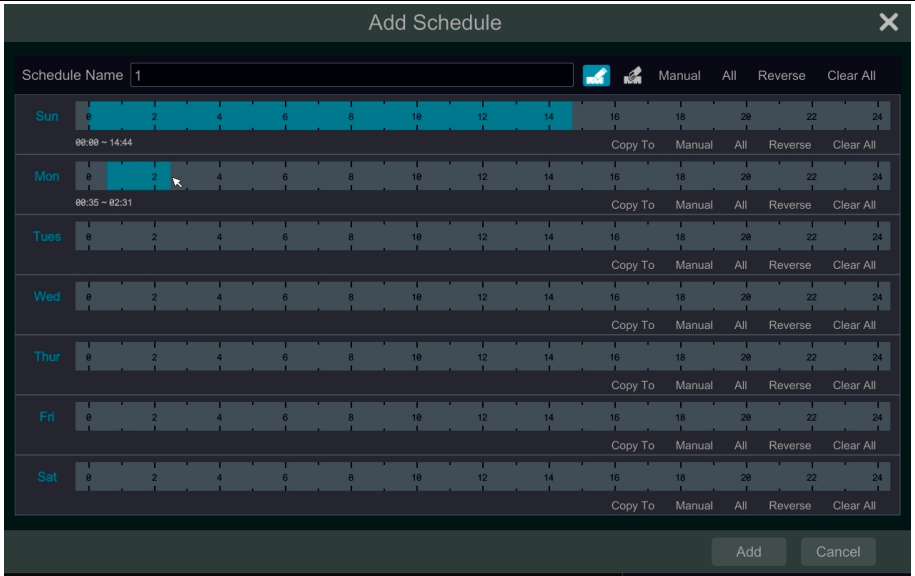 Add Schedule
Schedule Name 1 Manual All Reverse Clear All
Sun 0 2 4 6 8 10 12 14 16 18 20 22 24
00:00 ~ 14:44 Copy To Manual All Reverse Clear All
Mon 0 2 4 6 8 10 12 14 16 18 20 22 24
00:35 ~ 02:31 Copy To Manual All Reverse Clear All
Tues 0 2 4 6 8 10 12 14 16 18 20 22 24
Copy To Manual All Reverse Clear All
Wed 0 2 4 6 8 10 12 14 16 18 20 22 24
Copy To Manual All Reverse Clear All
Thur 0 2 4 6 8 10 12 14 16 18 20 22 24
Copy To Manual All Reverse Clear All
Fri 0 2 4 6 8 10 12 14 16 18 20 22 24
Copy To Manual All Reverse Clear All
Sat 0 2 4 6 8 10 12 14 16 18 20 22 24
Copy To Manual All Reverse Clear All
Add Cancel